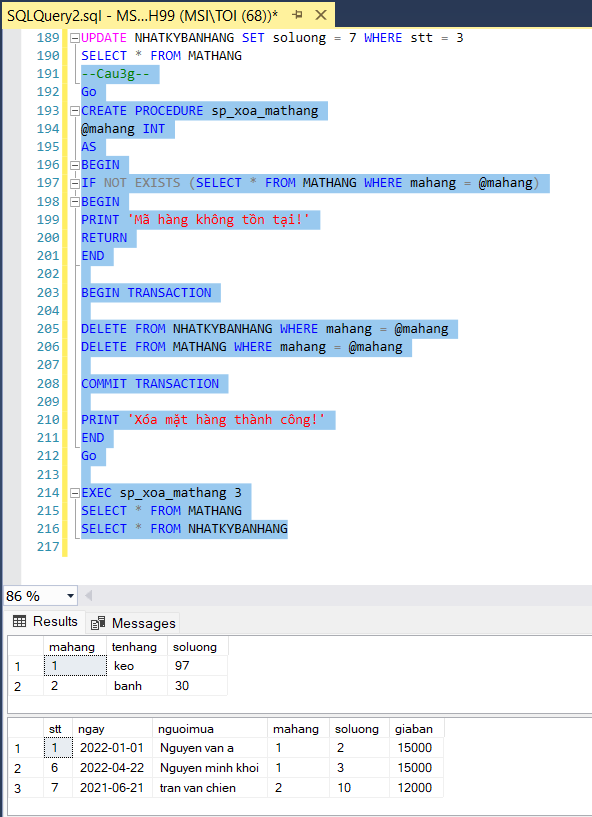 SQLQuery2.sql - MS...H99 (MSI\TOI (68))*
189 UPDATE NHATKYBANHANG SET soluong = 7 WHERE stt = 3
190 SELECT * FROM MATHANG
191 --Cau3g--
192 Go
193 CREATE PROCEDURE sp_xoa_mathang
194 @mahang INT
195 AS
196 BEGIN
197 IF NOT EXISTS (SELECT * FROM MATHANG WHERE mahang = @mahang)
198 BEGIN
199 PRINT 'Mã hàng không tồn tại!'
200 RETURN
201 END
202
203 BEGIN TRANSACTION
204
205 DELETE FROM NHATKYBANHANG WHERE mahang = @mahang
206 DELETE FROM MATHANG WHERE mahang = @mahang
207
208 COMMIT TRANSACTION
209
210 PRINT 'Xóa mặt hàng thành công!'
211 END
212 Go
213
214 EXEC sp_xoa_mathang 3
215 SELECT * FROM MATHANG
216 SELECT * FROM NHATKYBANHANG
217
86 %
Results Messages
mahang tenhang soluong
1 1 keo 97
2 2 banh 30
stt ngay nguoimua mahang soluong giaban
1 1 2022-01-01 Nguyen van a 1 2 15000
2 6 2022-04-22 Nguyen minh khoi 1 3 15000
3 7 2021-06-21 tran van chien 2 10 12000